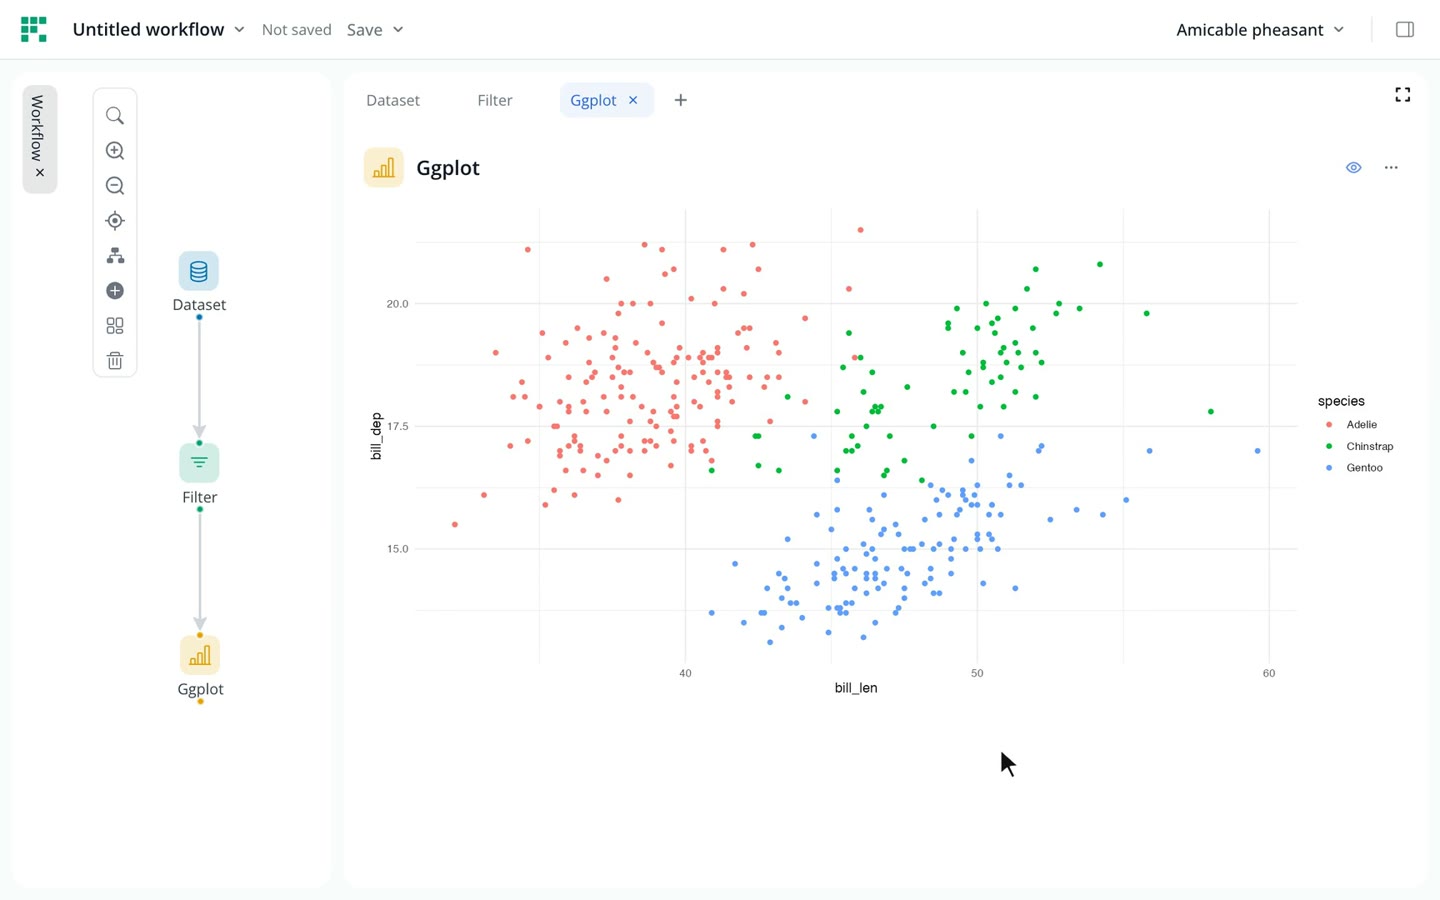 Untitled workflow Not saved Save Amicable pheasant
Workflow
Dataset Filter Ggplot
Ggplot
Dataset
Filter
Ggplot
20.0
17.5
15.0
bill_dep
40 50 60
bill_len
species
Adelie
Chinstrap
Gentoo